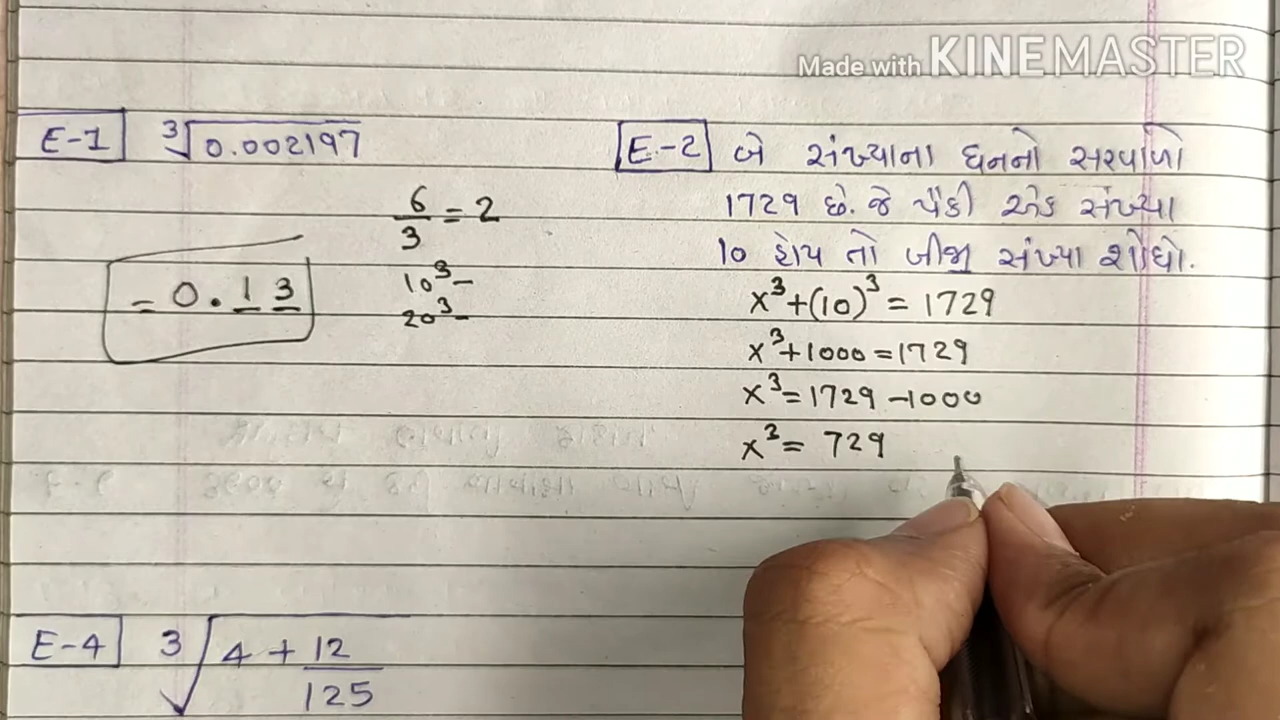 Made with KINEMASTER
E-1 ∛0.002197
6/3 = 2
10³-
20³-
= 0.13
E-2 બે સંખ્યાના ઘનનો સરવાળો
1729 છે. જે પૈકી એક સંખ્યા
10 હોય તો બીજી સંખ્યા શોધો.
x³+(10)³ = 1729
x³+1000 = 1729
x³ = 1729 -1000
x³ = 729
E-4 ∛(4 + 12/125)